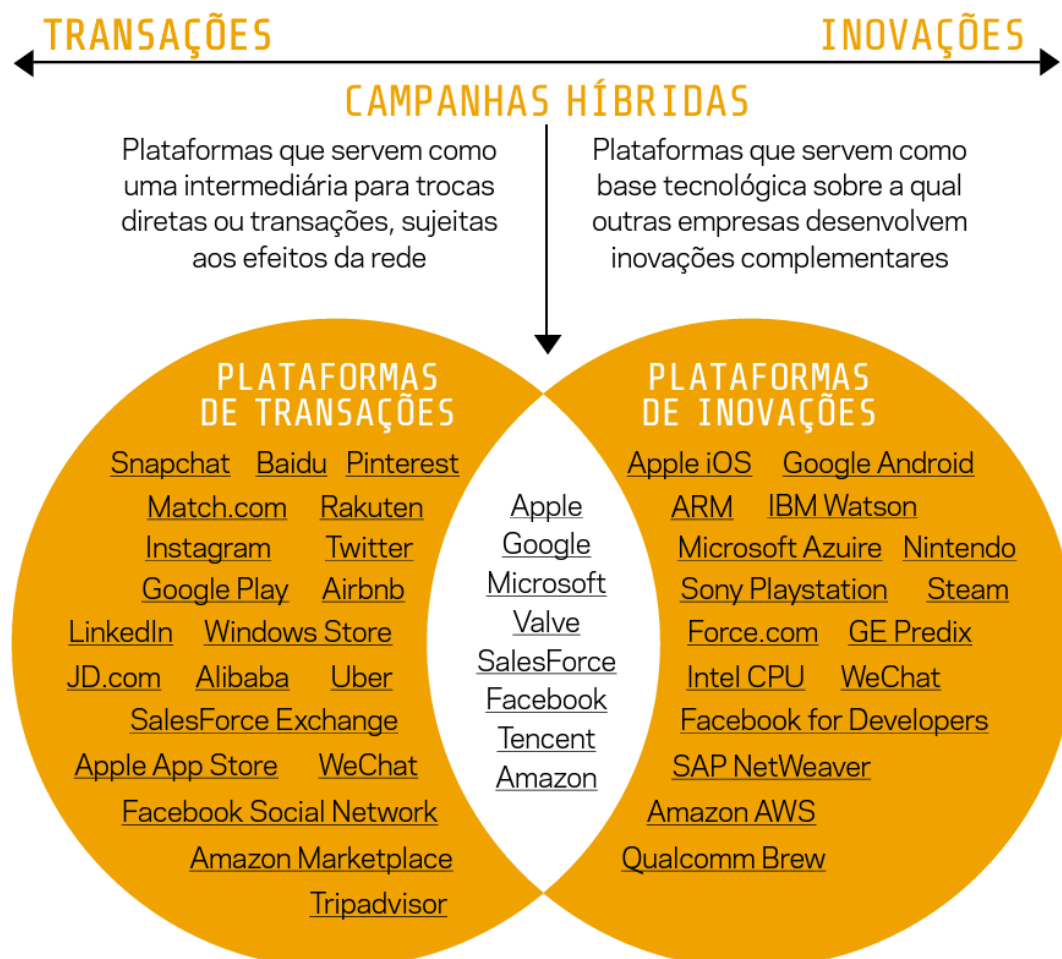 TRANSAÇÕES
INOVAÇÕES
CAMPANHAS HÍBRIDAS
Plataformas que servem como
uma intermediária para trocas
diretas ou transações, sujeitas
aos efeitos da rede
Plataformas que servem como
base tecnológica sobre a qual
outras empresas desenvolvem
inovações complementares
PLATAFORMAS
DE TRANSAÇÕES
Snapchat Baidu Pinterest
Match.com Rakuten
Instagram Twitter
Google Play Airbnb
LinkedIn Windows Store
JD.com Alibaba Uber
SalesForce Exchange
Apple App Store WeChat
Facebook Social Network
Amazon Marketplace
Tripadvisor
Apple
Google
Microsoft
Valve
SalesForce
Facebook
Tencent
Amazon
PLATAFORMAS
DE INOVAÇÕES
Apple iOS Google Android
ARM IBM Watson
Microsoft Azuire Nintendo
Sony Playstation Steam
Force.com GE Predix
Intel CPU WeChat
Facebook for Developers
SAP NetWeaver
Amazon AWS
Qualcomm Brew